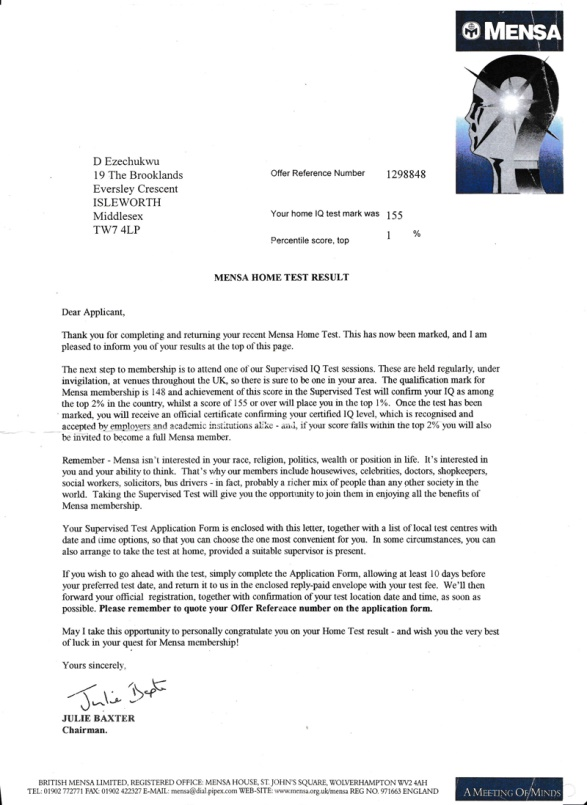 MENSA
D Ezechukwu
19 The Brooklands
Eversley Crescent
ISLEWORTH
Middlesex
TW7 4LP
Offer Reference Number 1298848
Your home IQ test mark was 155
Percentile score, top 1 %
MENSA HOME TEST RESULT
Dear Applicant,
Thank you for completing and returning your recent Mensa Home Test. This has now been marked, and I am
pleased to inform you of your results at the top of this page.
The next step to membership is to attend one of our Supervised IQ Test sessions. These are held regularly, under
invigilation, at venues throughout the UK, so there is sure to be one in your area. The qualification mark for
Mensa membership is 148 and achievement of this score in the Supervised Test will confirm your IQ as among
the top 2% in the country, whilst a score of 155 or over will place you in the top 1%. Once the test has been
marked, you will receive an official certificate confirming your certified IQ level, which is recognised and
accepted by employers and academic institutions alike - and, if your score falls within the top 2% you will also
be invited to become a full Mensa member.
Remember - Mensa isn't interested in your race, religion, politics, wealth or position in life. It's interested in
you and your ability to think. That's why our members include housewives, celebrities, doctors, shopkeepers,
social workers, solicitors, bus drivers - in fact, probably a richer mix of people than any other society in the
world. Taking the Supervised Test will give you the opportunity to join them in enjoying all the benefits of
Mensa membership.
Your Supervised Test Application Form is enclosed with this letter, together with a list of local test centres with
date and time options, so that you can choose the one most convenient for you. In some circumstances, you can
also arrange to take the test at home, provided a suitable supervisor is present.
If you wish to go ahead with the test, simply complete the Application Form, allowing at least 10 days before
your preferred test date, and return it to us in the enclosed reply-paid envelope with your test fee. We'll then
forward your official registration, together with confirmation of your test location date and time, as soon as
possible. Please remember to quote your Offer Reference number on the application form.
May I take this opportunity to personally congratulate you on your Home Test result - and wish you the very best
of luck in your quest for Mensa membership!
Yours sincerely,
Julie Baxter
JULIE BAXTER
Chairman.
BRITISH MENSA LIMITED, REGISTERED OFFICE: MENSA HOUSE, ST. JOHN'S SQUARE, WOLVERHAMPTON WV2 4AH
TEL: 01902 772771 FAX: 01902 422327 E-MAIL: mensa@dial.pipex.com WEB-SITE: www.mensa.org.uk/mensa REG NO. 971663 ENGLAND
A MEETING OF MINDS